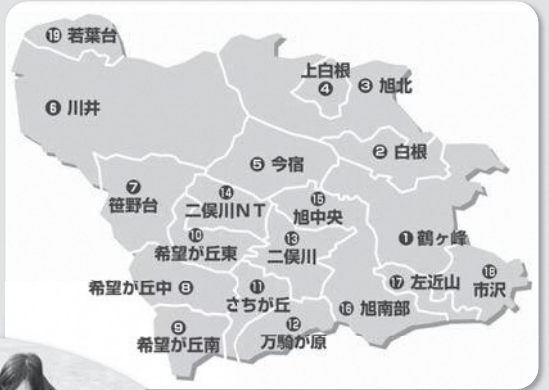 ⑲ 若葉台
上白根
④
③ 旭北
⑥ 川井
② 白根
⑤ 今宿
⑦
笹野台
⑭
二俣川NT
⑮
旭中央
⑩
希望が丘東
⑬
二俣川
① 鶴ヶ峰
希望が丘中 ⑧
⑪
さちが丘
⑰ 左近山
⑱
市沢
⑨
希望が丘南
⑫
万騎が原
⑯ 旭南部